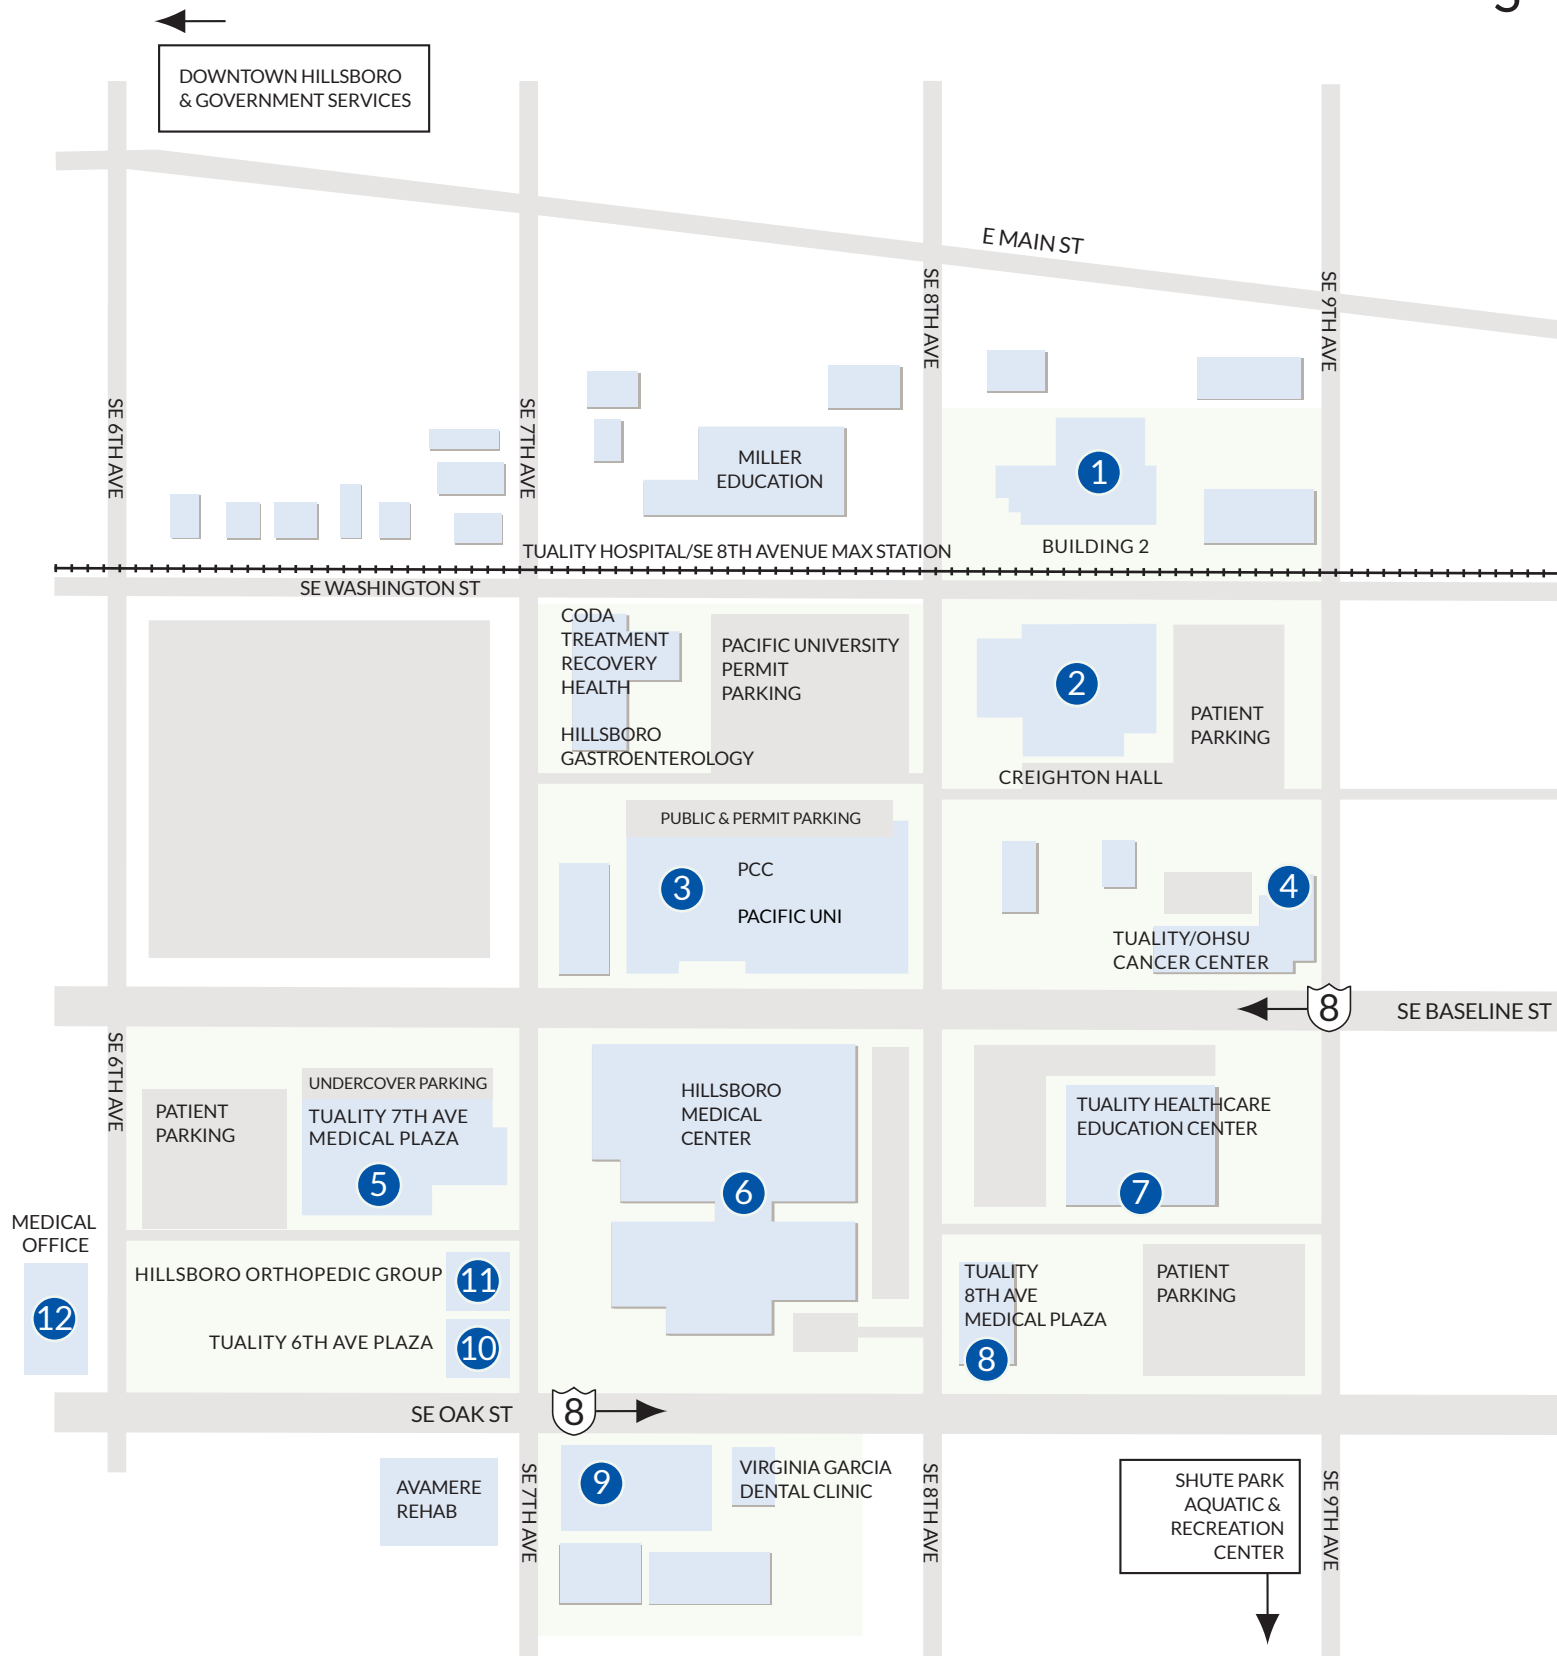 DOWNTOWN HILLSBORO
& GOVERNMENT SERVICES
E MAIN ST
SE 8TH AVE
SE 9TH AVE
SE 6TH AVE
SE 7TH AVE
MILLER
EDUCATION
1
BUILDING 2
TUALITY HOSPITAL/SE 8TH AVENUE MAX STATION
SE WASHINGTON ST
CODA
TREATMENT
RECOVERY
HEALTH
HILLSBORO
GASTROENTEROLOGY
PACIFIC UNIVERSITY
PERMIT
PARKING
2
PATIENT
PARKING
CREIGHTON HALL
PUBLIC & PERMIT PARKING
3
PCC
PACIFIC UNI
4
TUALITY/OHSU
CANCER CENTER
8
SE BASELINE ST
SE 6TH AVE
PATIENT
PARKING
UNDERCOVER PARKING
TUALITY 7TH AVE
MEDICAL PLAZA
5
HILLSBORO
MEDICAL
CENTER
6
TUALITY HEALTHCARE
EDUCATION CENTER
7
MEDICAL
OFFICE
12
HILLSBORO ORTHOPEDIC GROUP
11
TUALITY 6TH AVE PLAZA
10
TUALITY
8TH AVE
MEDICAL PLAZA
8
PATIENT
PARKING
SE OAK ST
8
AVAMERE
REHAB
SE 7TH AVE
9
VIRGINIA GARCIA
DENTAL CLINIC
SE 8TH AVE
SHUTE PARK
AQUATIC &
RECREATION
CENTER
SE 9TH AVE